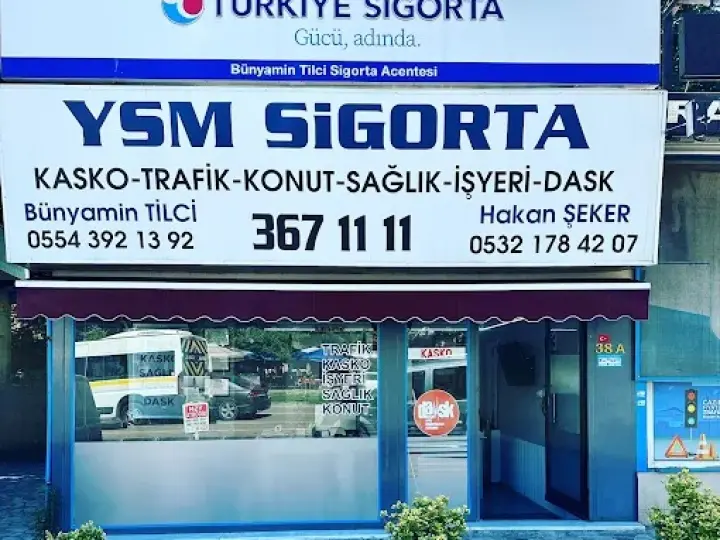 TÜRKİYE SİGORTA
Gücü, adında.
Bünyamin Tilci Sigorta Acentesi
YSM SiGORTA
KASKO-TRAFİK-KONUT-SAĞLIK-İŞYERİ-DASK
Bünyamin TİLCİ
0554 392 13 92
367 11 11
Hakan ŞEKER
0532 178 42 07
TRAFİK
KASKO
İŞYERİ
SAĞLIK
KONUT
KASKO
SAĞLIK
DASK
KASKO
dask
38 A